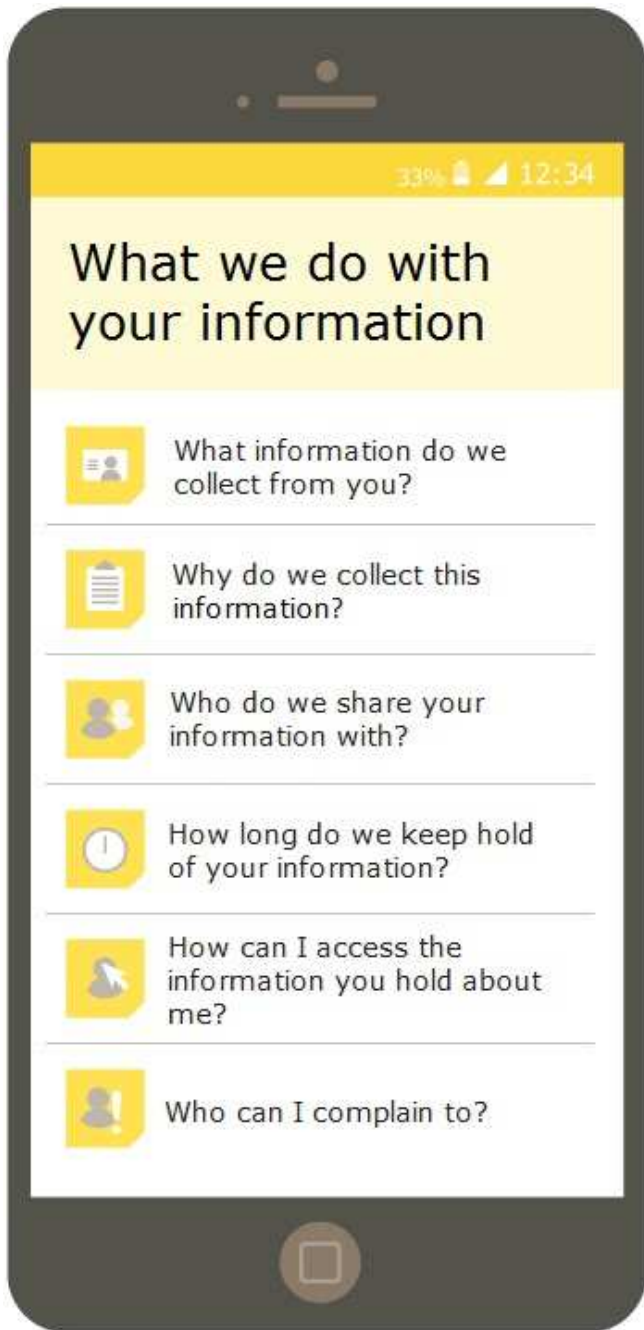 33% 12:34
What we do with
your information
What information do we
collect from you?
Why do we collect this
information?
Who do we share your
information with?
How long do we keep hold
of your information?
How can I access the
information you hold about
me?
Who can I complain to?